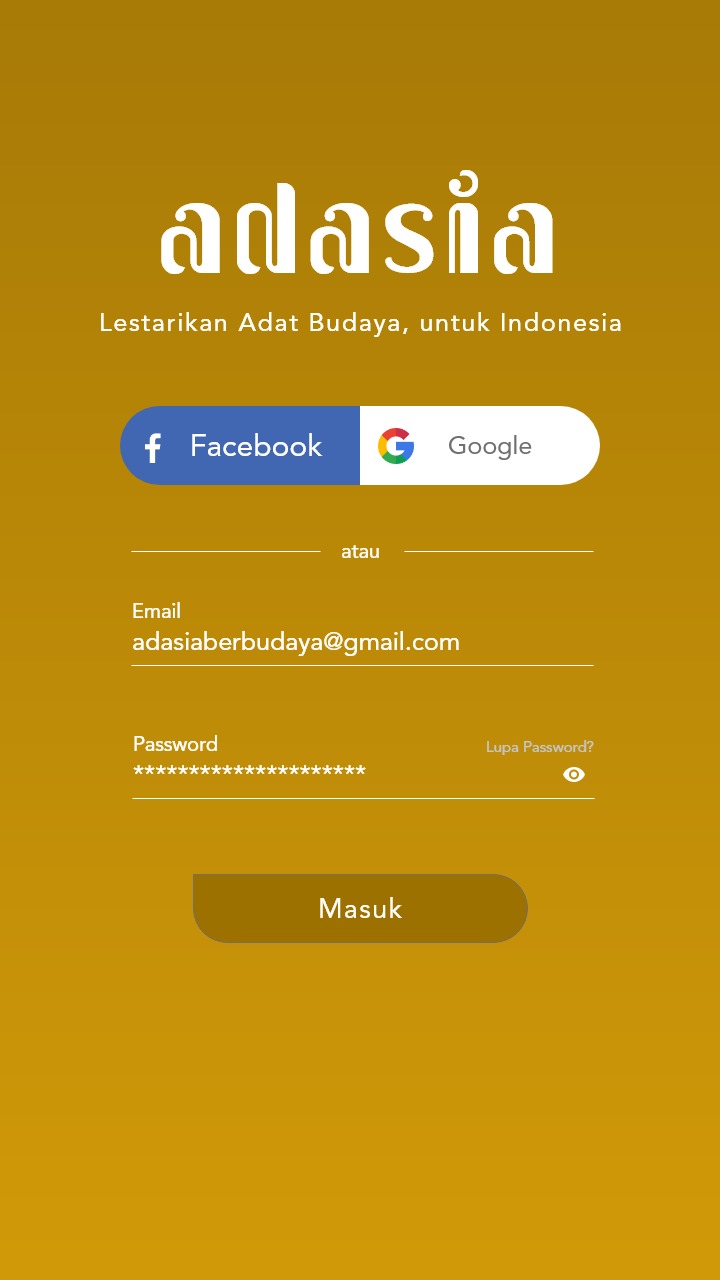 adasia
Lestarikan Adat Budaya, untuk Indonesia
Facebook
Google
atau
Email
adasiaberbudaya@gmail.com
Password
Lupa Password?
*********************
Masuk